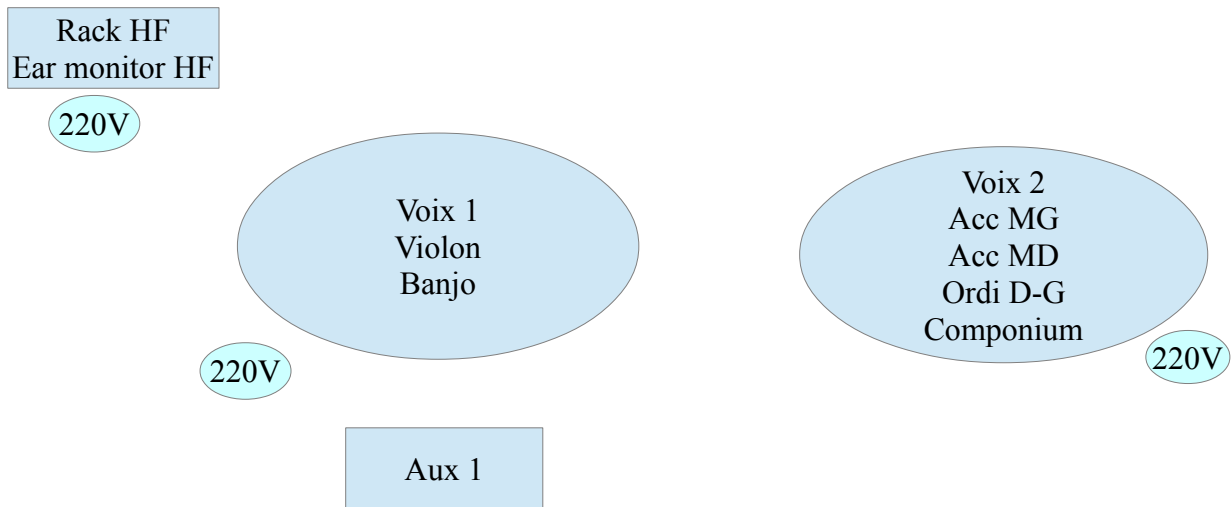 Rack HF
Ear monitor HF
220V
Voix 1
Violon
Banjo
Voix 2
Acc MG
Acc MD
Ordi D-G
Componium
220V
220V
Aux 1